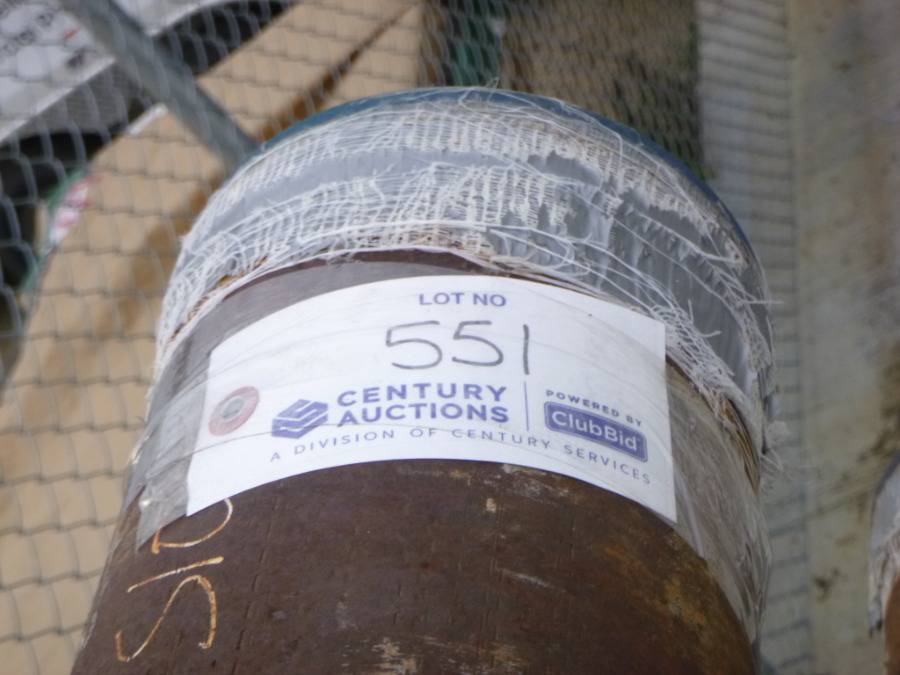 LOT NO
551
CENTURY
AUCTIONS
A DIVISION OF CENTURY SERVICES
POWERED BY
ClubBid